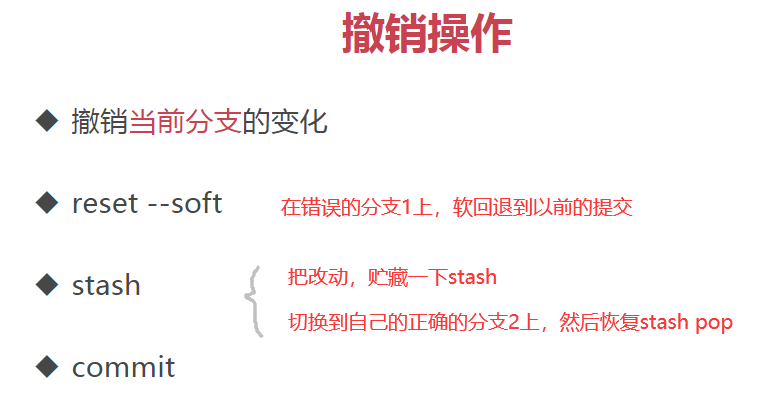 撤销操作
撤销当前分支的变化
reset --soft 在错误的分支1上，软回退到以前的提交
stash 把改动，贮藏一下stash
切换到自己的正确的分支2上，然后恢复stash pop
commit